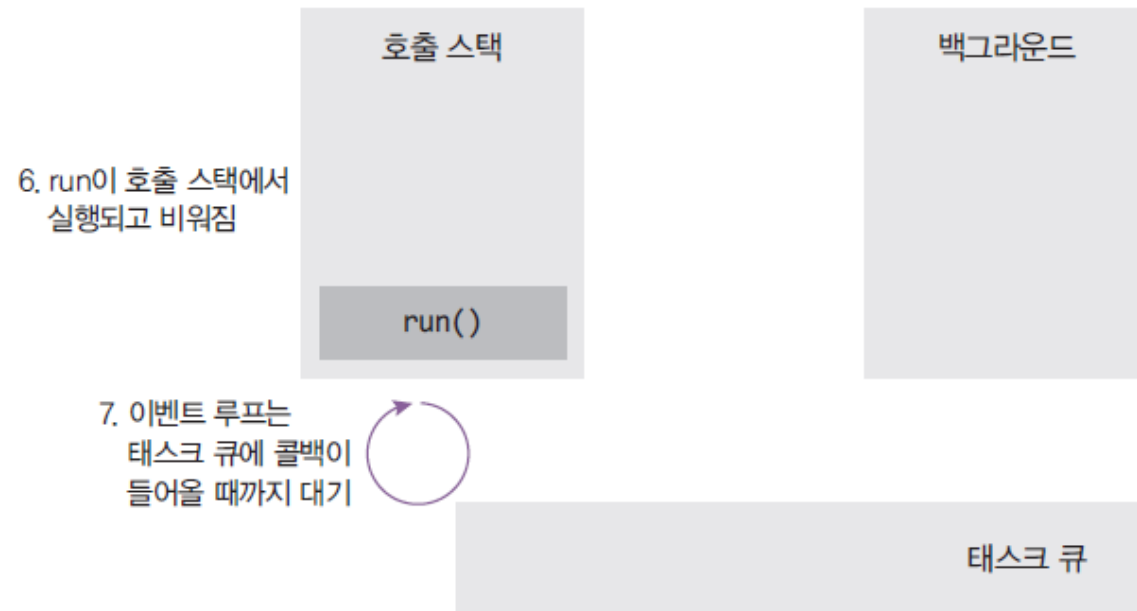 호출 스택
백그라운드
6. run이 호출 스택에서
실행되고 비워짐
run()
7. 이벤트 루프는
태스크 큐에 콜백이
들어올 때까지 대기
태스크 큐